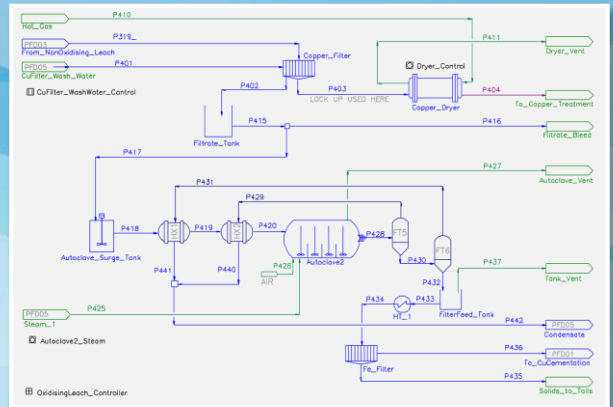 P410
Hot_Gas
PFD03
P319_
From_NonOxidising_Leach
P411
Dryer_Vent
PFD05
P401
CuFilter_Wash_Water
Copper_Filter
Dryer_Control
CuFilter_WashWater_Control
P402
P403
LOCK UP USED HERE
Copper_Dryer
P404
To_Copper_Treatment
P415
P416
Filtrate_Tank
Filtrate_Bleed
P417
P427
Autoclave_Vent
P431
P429
P418
HX1
P419
HX2
P420
P428
FT5
FT6
Autoclave_Surge_Tank
P441
P440
P426
AIR
Autoclave2
P430
P432
P437
Tank_Vent
P434
P433
HT_1
FilterFeed_Tank
PFD05
P425
Steam_1
P442
PFD05
Condensate
Autoclave2_Steam
P436
PFD01
To_CuCementation
Fe_Filter
P435
Solids_to_Tails
OxidisingLeach_Controller